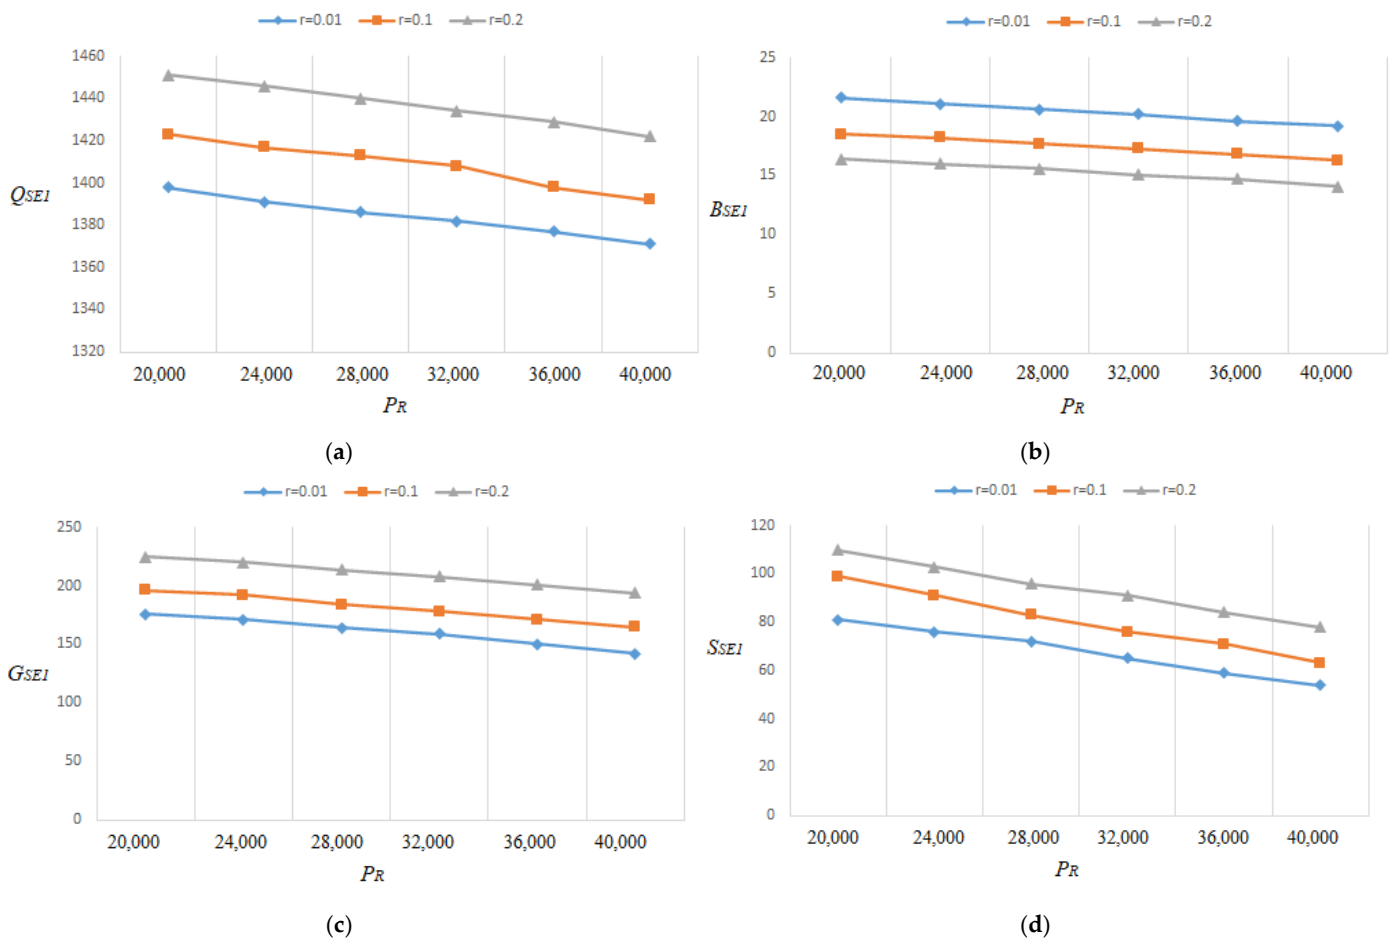 r=0.01 r=0.1 r=0.2
1460
1440
1420
1400
1380
1360
1340
1320
QSE1
20,000 24,000 28,000 32,000 36,000 40,000
PR
(a)
r=0.01 r=0.1 r=0.2
25
20
15
10
5
0
BSE1
20,000 24,000 28,000 32,000 36,000 40,000
PR
(b)
r=0.01 r=0.1 r=0.2
250
200
150
100
50
0
GSE1
20,000 24,000 28,000 32,000 36,000 40,000
PR
(c)
r=0.01 r=0.1 r=0.2
120
100
80
60
40
20
0
SSE1
20,000 24,000 28,000 32,000 36,000 40,000
PR
(d)